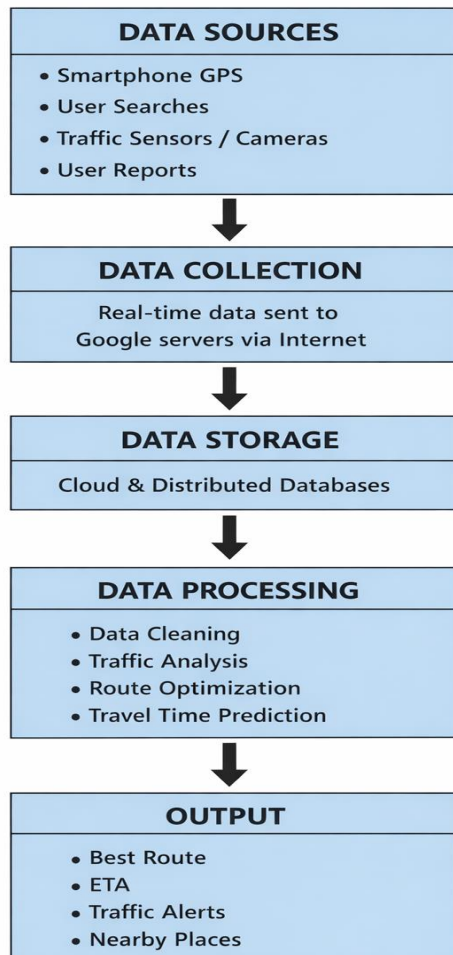 DATA SOURCES
• Smartphone GPS
• User Searches
• Traffic Sensors / Cameras
• User Reports
DATA COLLECTION
Real-time data sent to
Google servers via Internet
DATA STORAGE
Cloud & Distributed Databases
DATA PROCESSING
• Data Cleaning
• Traffic Analysis
• Route Optimization
• Travel Time Prediction
OUTPUT
• Best Route
• ETA
• Traffic Alerts
• Nearby Places